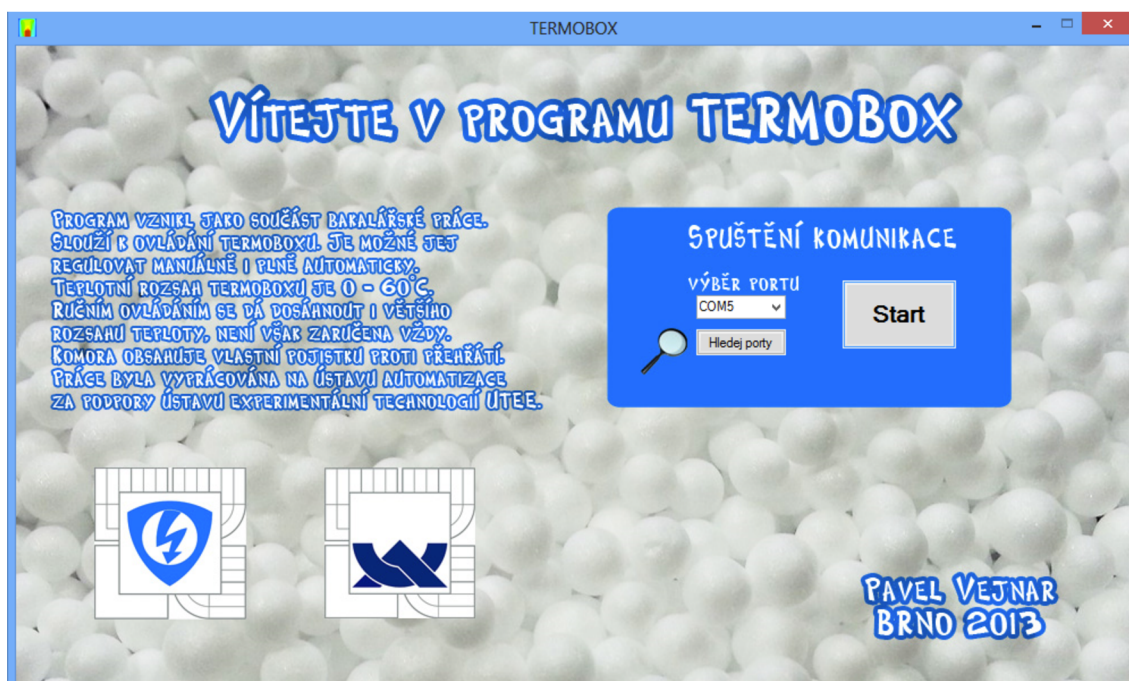 TERMOBOX
Vítejte v programu TERMOBOX
Program vznikl jako součást bakalářské práce.
Slouží k ovládání termoboxu. Je možné jej
regulovat manuálně i plně automaticky.
Teplotní rozsah termoboxu je 0 - 60°C.
Ručním ovládáním se dá dosáhnout i většího
rozsahu teploty, není však zaručena vždy.
Komora obsahuje vlastní pojistku proti přehřátí.
Práce byla vyprácována na Ústavu automatizace
za podpory ústavu experimentální technologií UTEE.
Spuštění komunikace
výběr portu
COM5
Start
Hledej porty
Pavel Vejnar
BRNO 2013